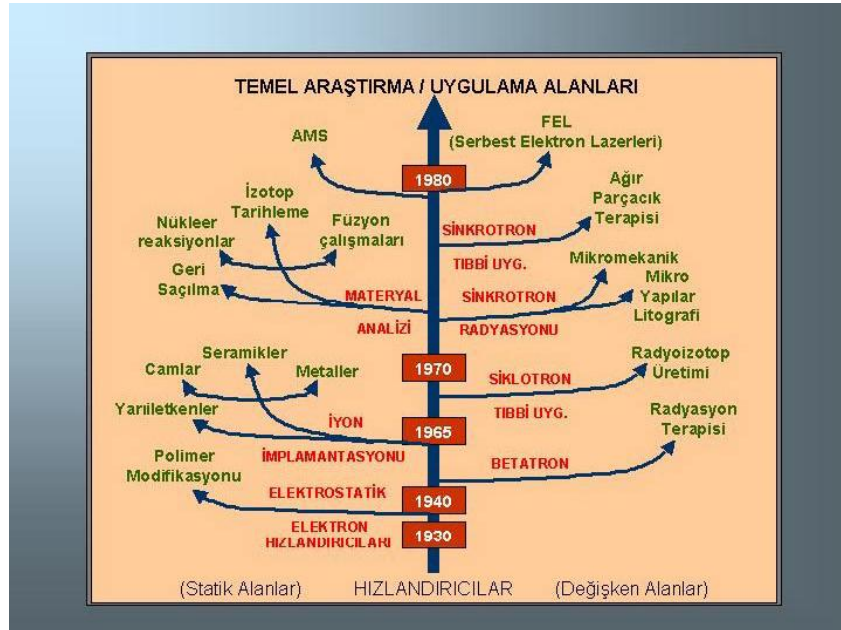 TEMEL ARAŞTIRMA / UYGULAMA ALANLARI
AMS
FEL
(Serbest Elektron Lazerleri)
1980
İzotop
Tarihleme
Ağır
Parçacık
Terapisi
Nükleer
reaksiyonlar
Füzyon
çalışmaları
SİNKROTRON
TIBBİ UYG.
Geri
Saçılma
Mikromekanik
Mikro
Yapılar
Litografi
MATERYAL
ANALİZİ
SİNKROTRON
RADYASYONU
Seramikler
Camlar
Metaller
1970
Radyoizotop
Üretimi
SİKLOTRON
TIBBİ UYG.
Yarıiletkenler
İYON
İMPLAMANTASYONU
1965
Radyasyon
Terapisi
Polimer
Modifikasyonu
BETATRON
ELEKTROSTATİK
1940
ELEKTRON
HIZLANDIRICILARI
1930
(Statik Alanlar)
HIZLANDIRICILAR
(Değişken Alanlar)